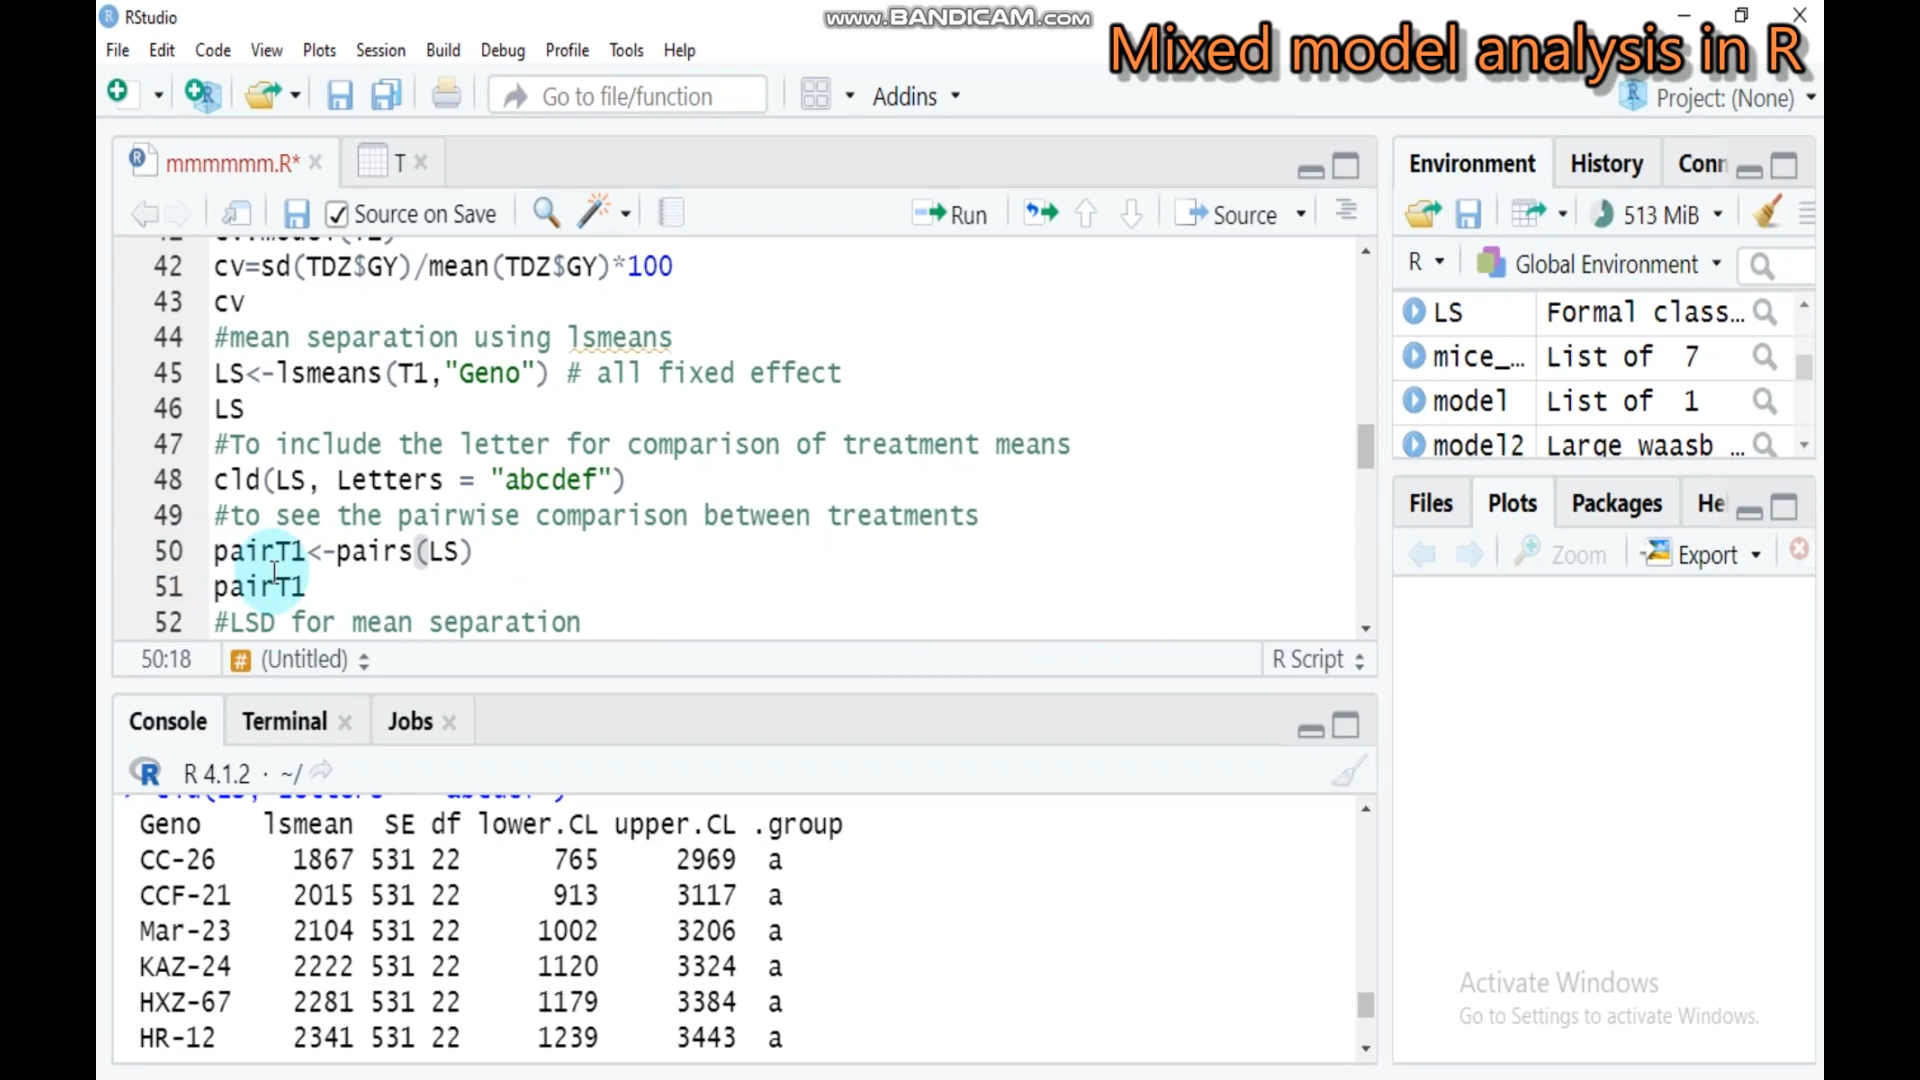 RStudio
www.BANDICAM.com
Mixed model analysis in R
File Edit Code View Plots Session Build Debug Profile Tools Help
Go to file/function
Addins
Project: (None)
mmmmmm.R*
T
Source on Save
Run
Source
42 cv=sd(TDZ$GY)/mean(TDZ$GY)*100
43 cv
44 #mean separation using lsmeans
45 LS<-lsmeans(T1,"Geno") # all fixed effect
46 LS
47 #To include the letter for comparison of treatment means
48 cld(LS, Letters = "abcdef")
49 #to see the pairwise comparison between treatments
50 pairT1<-pairs(LS)
51 pairT1
52 #LSD for mean separation
50:18
# (Untitled)
R Script
Console Terminal Jobs
R 4.1.2 · ~/
Geno lsmean SE df lower.CL upper.CL .group
CC-26 1867 531 22 765 2969 a
CCF-21 2015 531 22 913 3117 a
Mar-23 2104 531 22 1002 3206 a
KAZ-24 2222 531 22 1120 3324 a
HXZ-67 2281 531 22 1179 3384 a
HR-12 2341 531 22 1239 3443 a
Environment History Conn
513 MiB
R Global Environment
LS Formal class…
mice_… List of 7
model List of 1
model2 Large waasb …
Files Plots Packages He
Zoom Export
Activate Windows
Go to Settings to activate Windows.